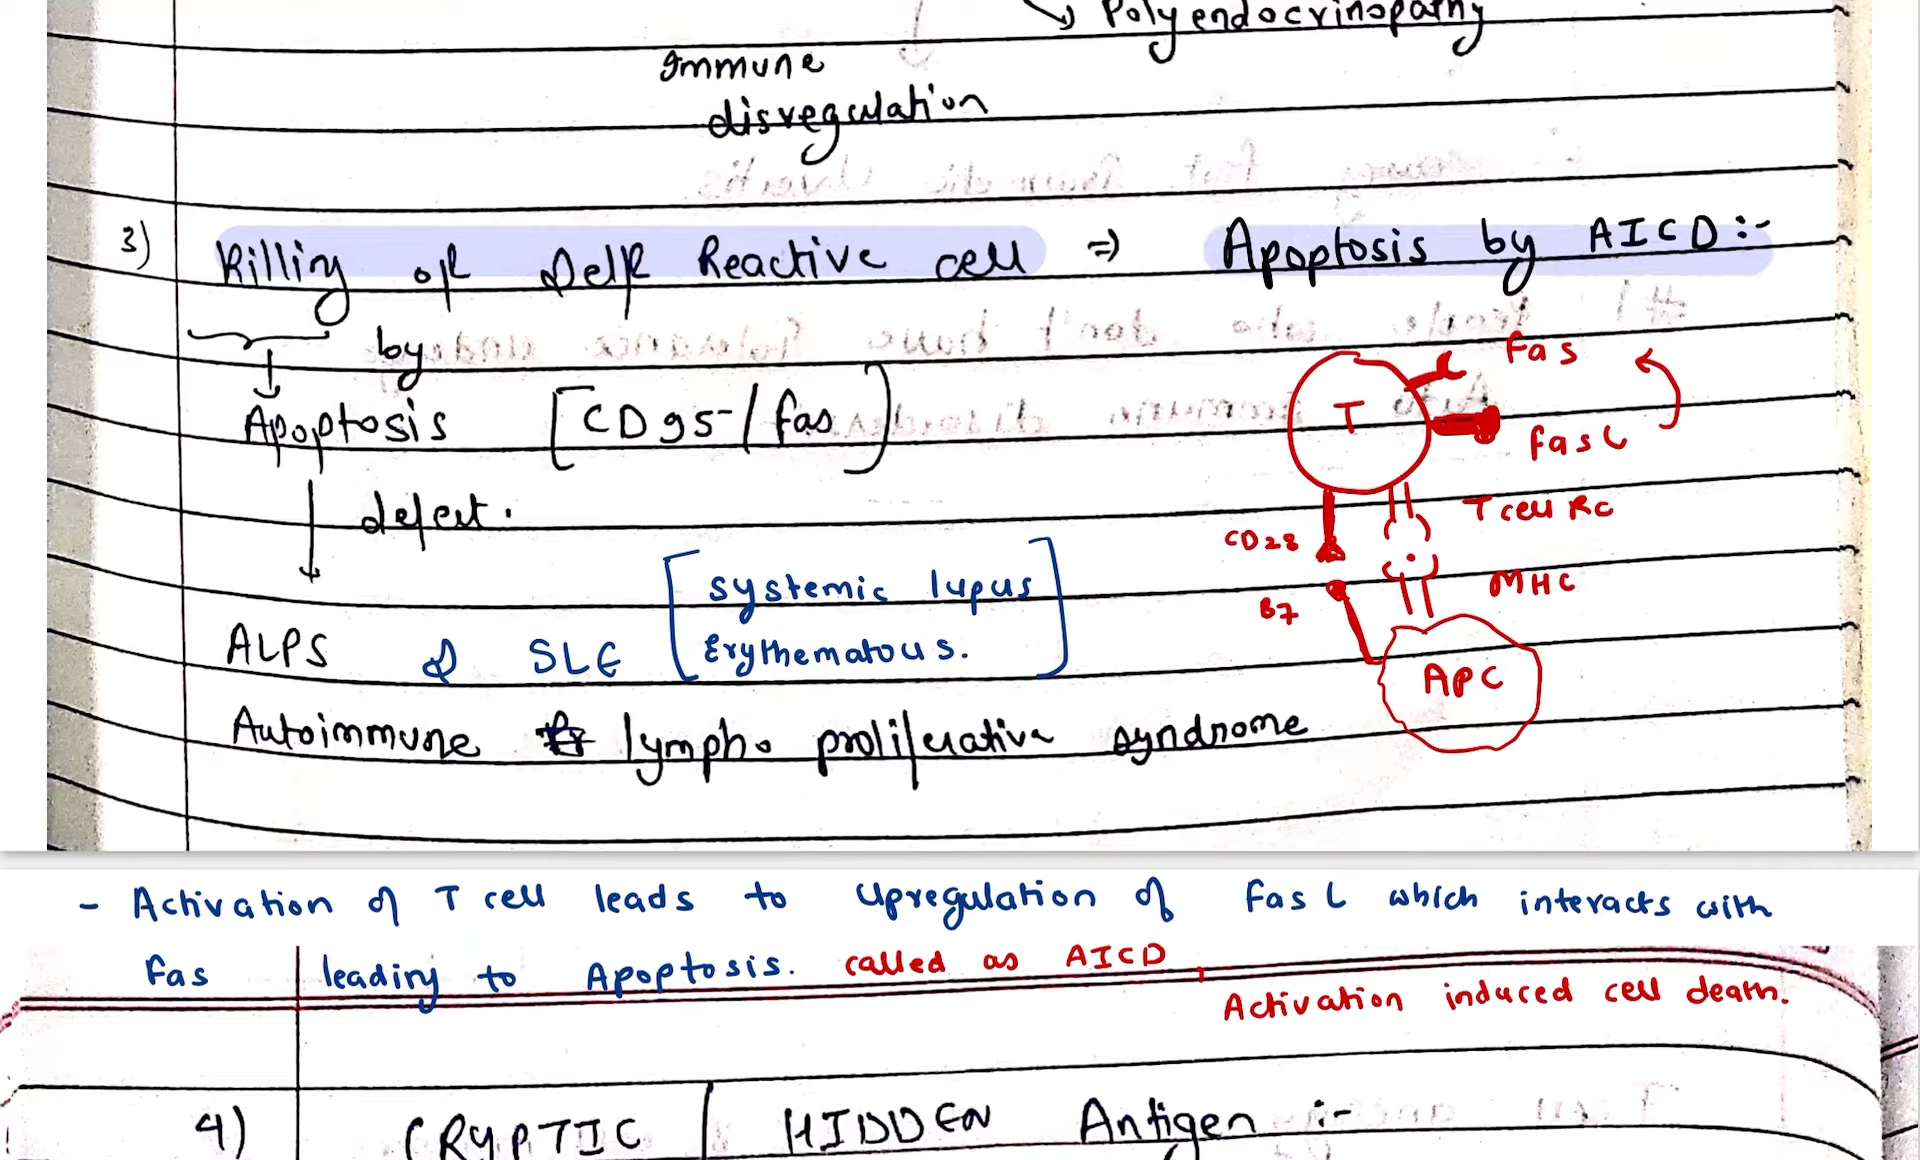 Polyendocrinopathy
Immune
disregulation
3) Killing of Self Reactive cell ⇒ Apoptosis by AICD:-
by
Apoptosis [CD95/fas]
defect.
Fas
T
FasL
T cell Rc
CD28
MHC
B7
APC
ALPS & SLE [systemic lupus
Erythematous.]
Autoimmune lympho proliferative syndrome
- Activation of T cell leads to upregulation of FasL which interacts with
Fas leading to Apoptosis. called as AICD,
Activation induced cell death.
4) CRYPTIC / HIDDEN Antigen :-